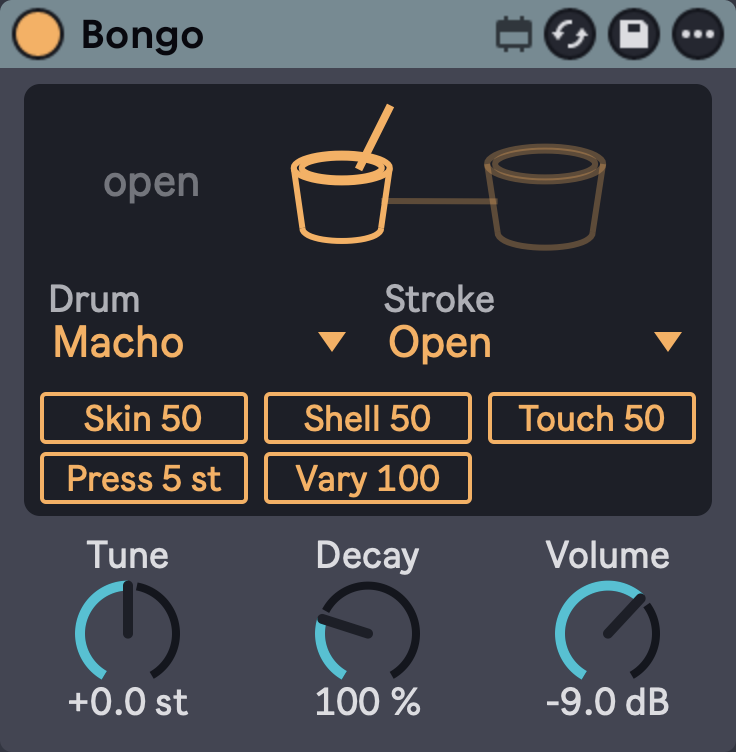 Bongo
open
Drum
Stroke
Macho
Open
Skin 50
Shell 50
Touch 50
Press 5 st
Vary 100
Tune
Decay
Volume
+0.0 st
100 %
-9.0 dB